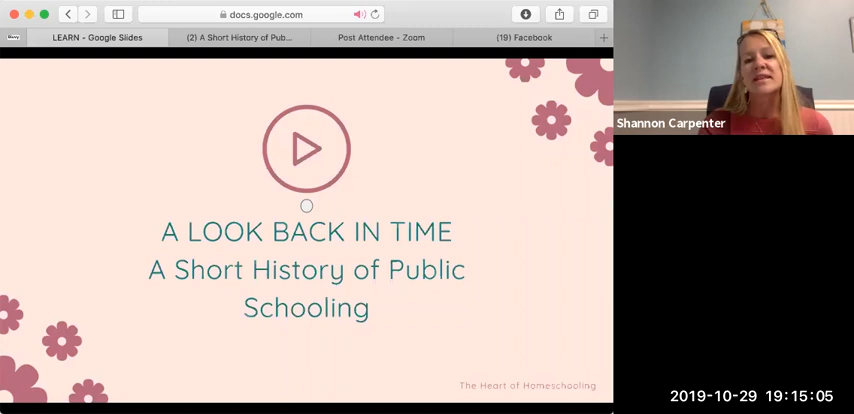 docs.google.com
LEARN - Google Slides
(2) A Short History of Pub...
Post Attendee - Zoom
(19) Facebook
Shannon Carpenter
A LOOK BACK IN TIME
A Short History of Public
Schooling
The Heart of Homeschooling
2019-10-29 19:15:05